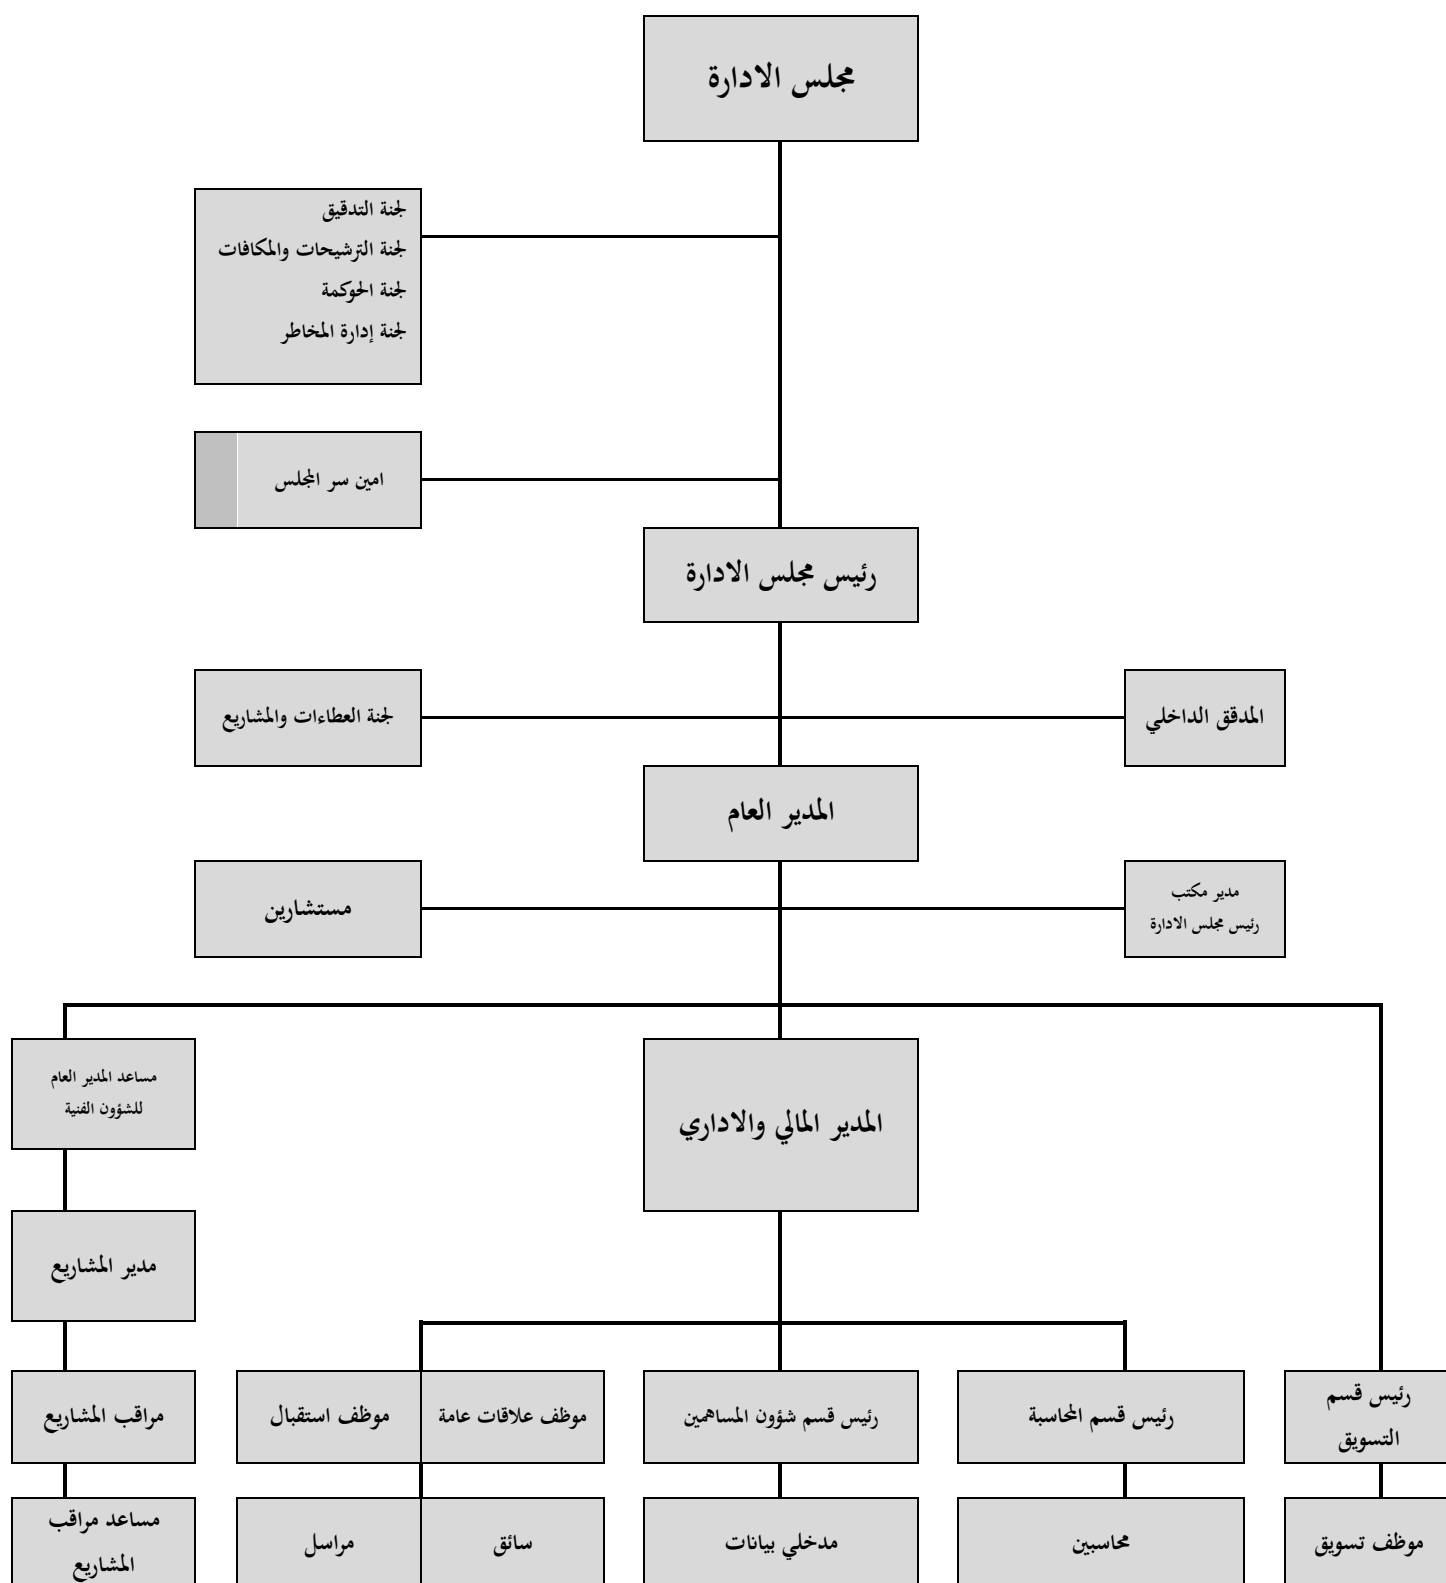 مجلس الادارة
لجنة التدقيق
لجنة الترشيحات والمكافات
لجنة الحوكمة
لجنة إدارة المخاطر
امين سر المجلس
رئيس مجلس الادارة
المدقق الداخلي
لجنة العطاءات والمشاريع
المدير العام
مدير مكتب
رئيس مجلس الادارة
مستشارين
المدير المالي والاداري
مساعد المدير العام
للشؤون الفنية
مدير المشاريع
رئيس قسم
التسويق
رئيس قسم المحاسبة
رئيس قسم شؤون المساهمين
موظف علاقات عامة
موظف استقبال
مراقب المشاريع
موظف تسويق
محاسبين
مدخلي بيانات
سائق
مراسل
مساعد مراقب
المشاريع